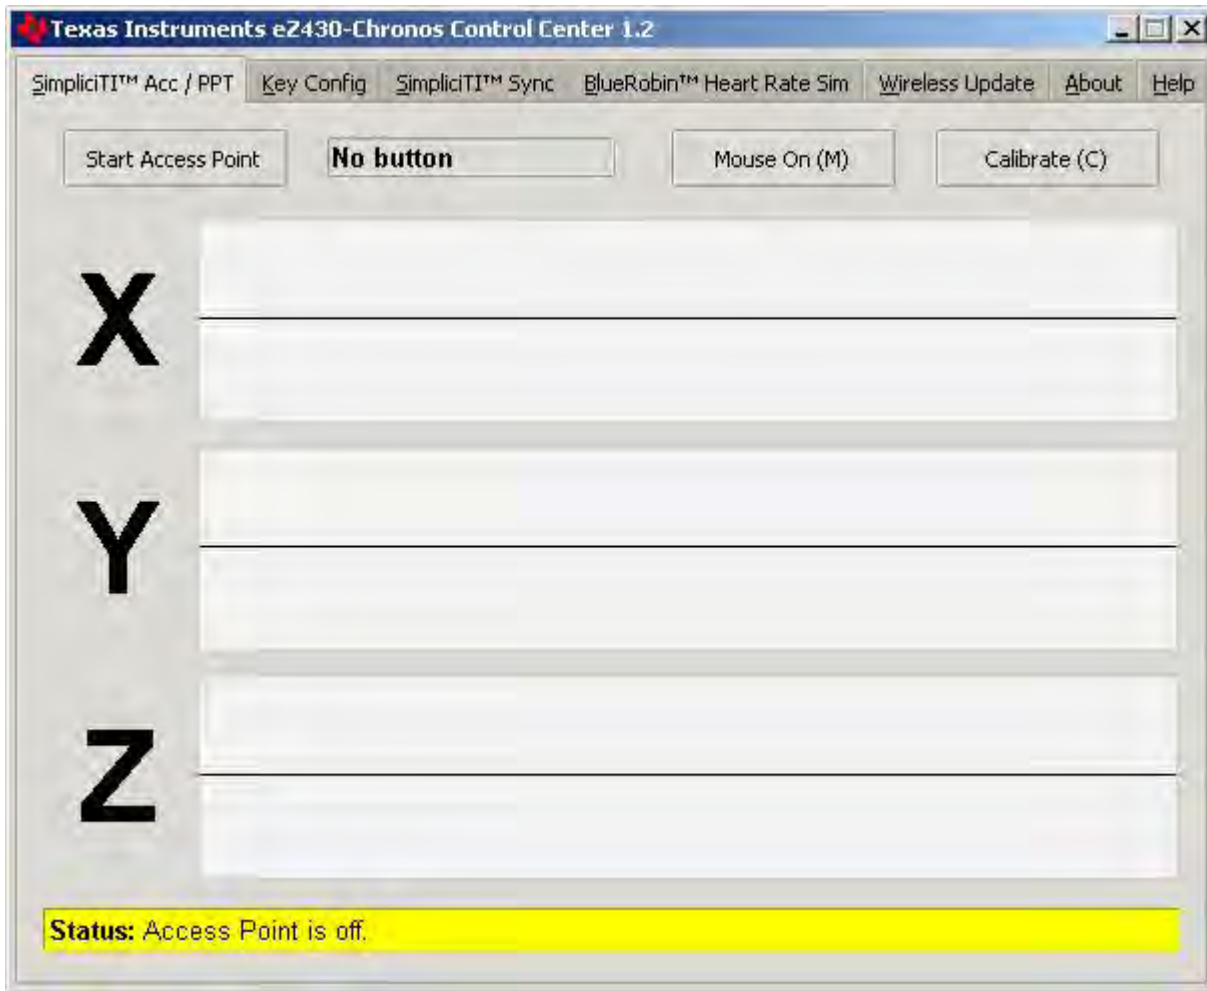 Texas Instruments eZ430-Chronos Control Center 1.2
SimpliciTI™ Acc / PPT Key Config SimpliciTI™ Sync BlueRobin™ Heart Rate Sim Wireless Update About Help
Start Access Point No button Mouse On (M) Calibrate (C)
X
Y
Z
Status: Access Point is off.